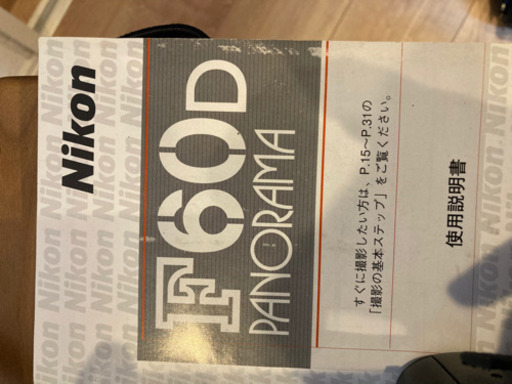 Nikon
F60D
PANORAMA
すぐに撮影したい方は、P.15～P.31の
「撮影の基本ステップ」をご覧ください。
使用説明書